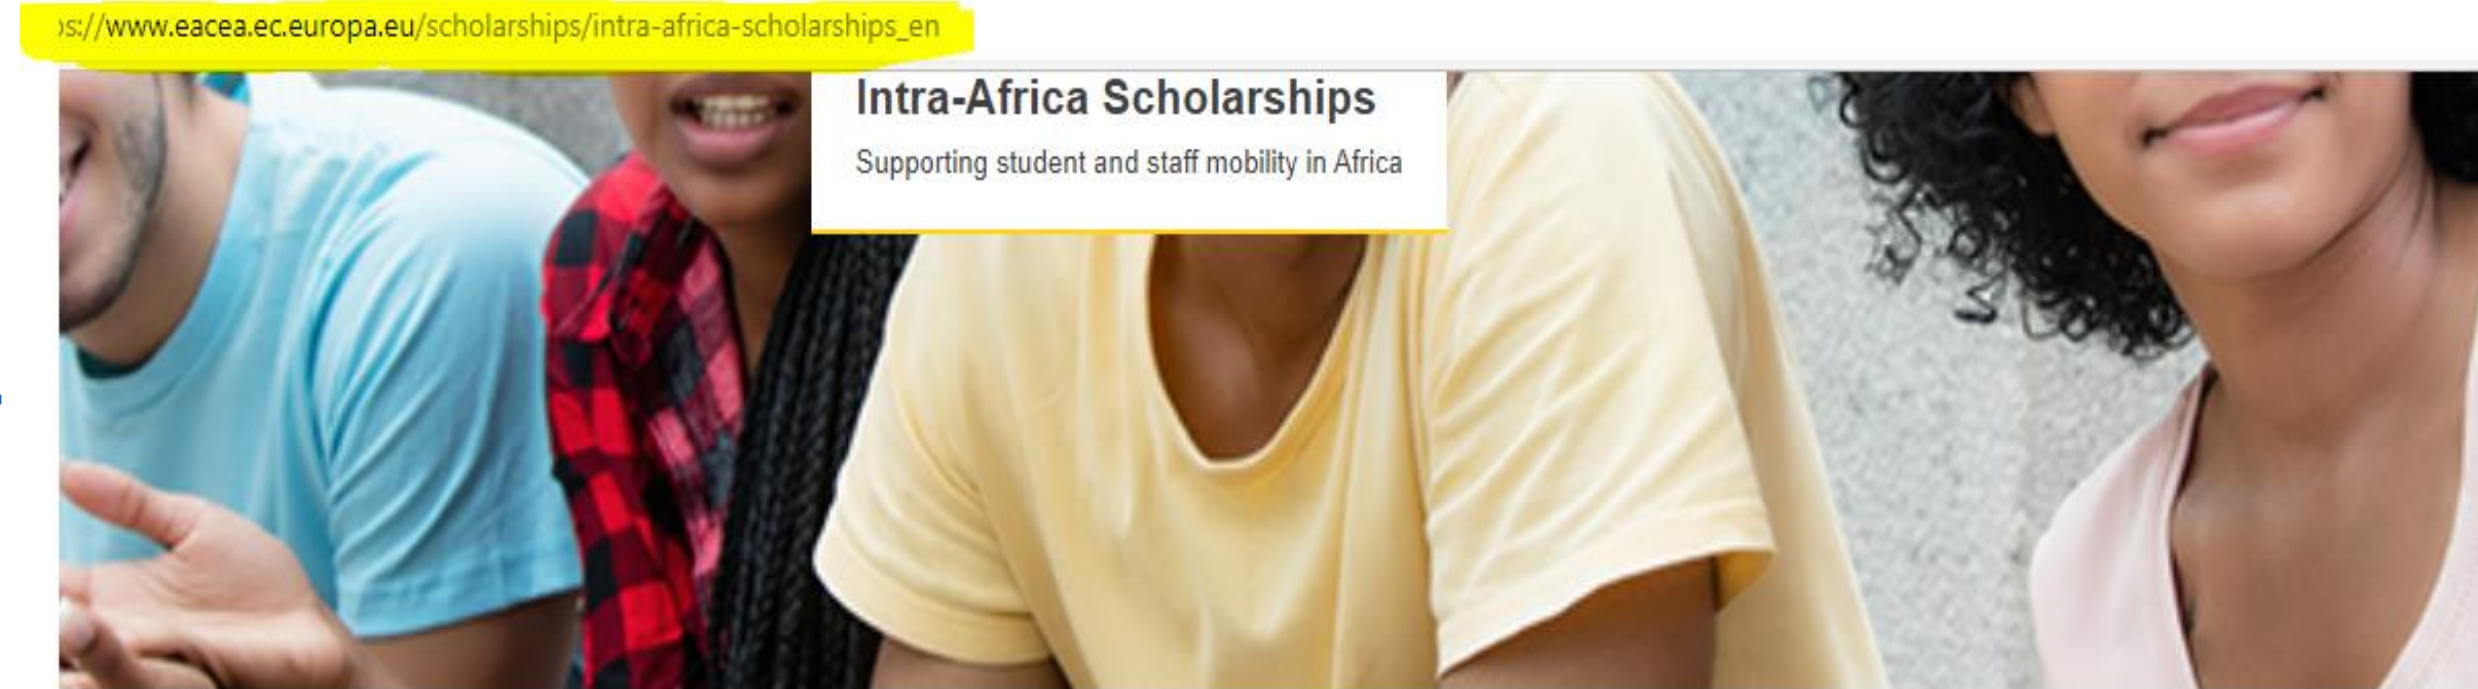 ps://www.eacea.ec.europa.eu/scholarships/intra-africa-scholarships_en
Intra-Africa Scholarships
Supporting student and staff mobility in Africa